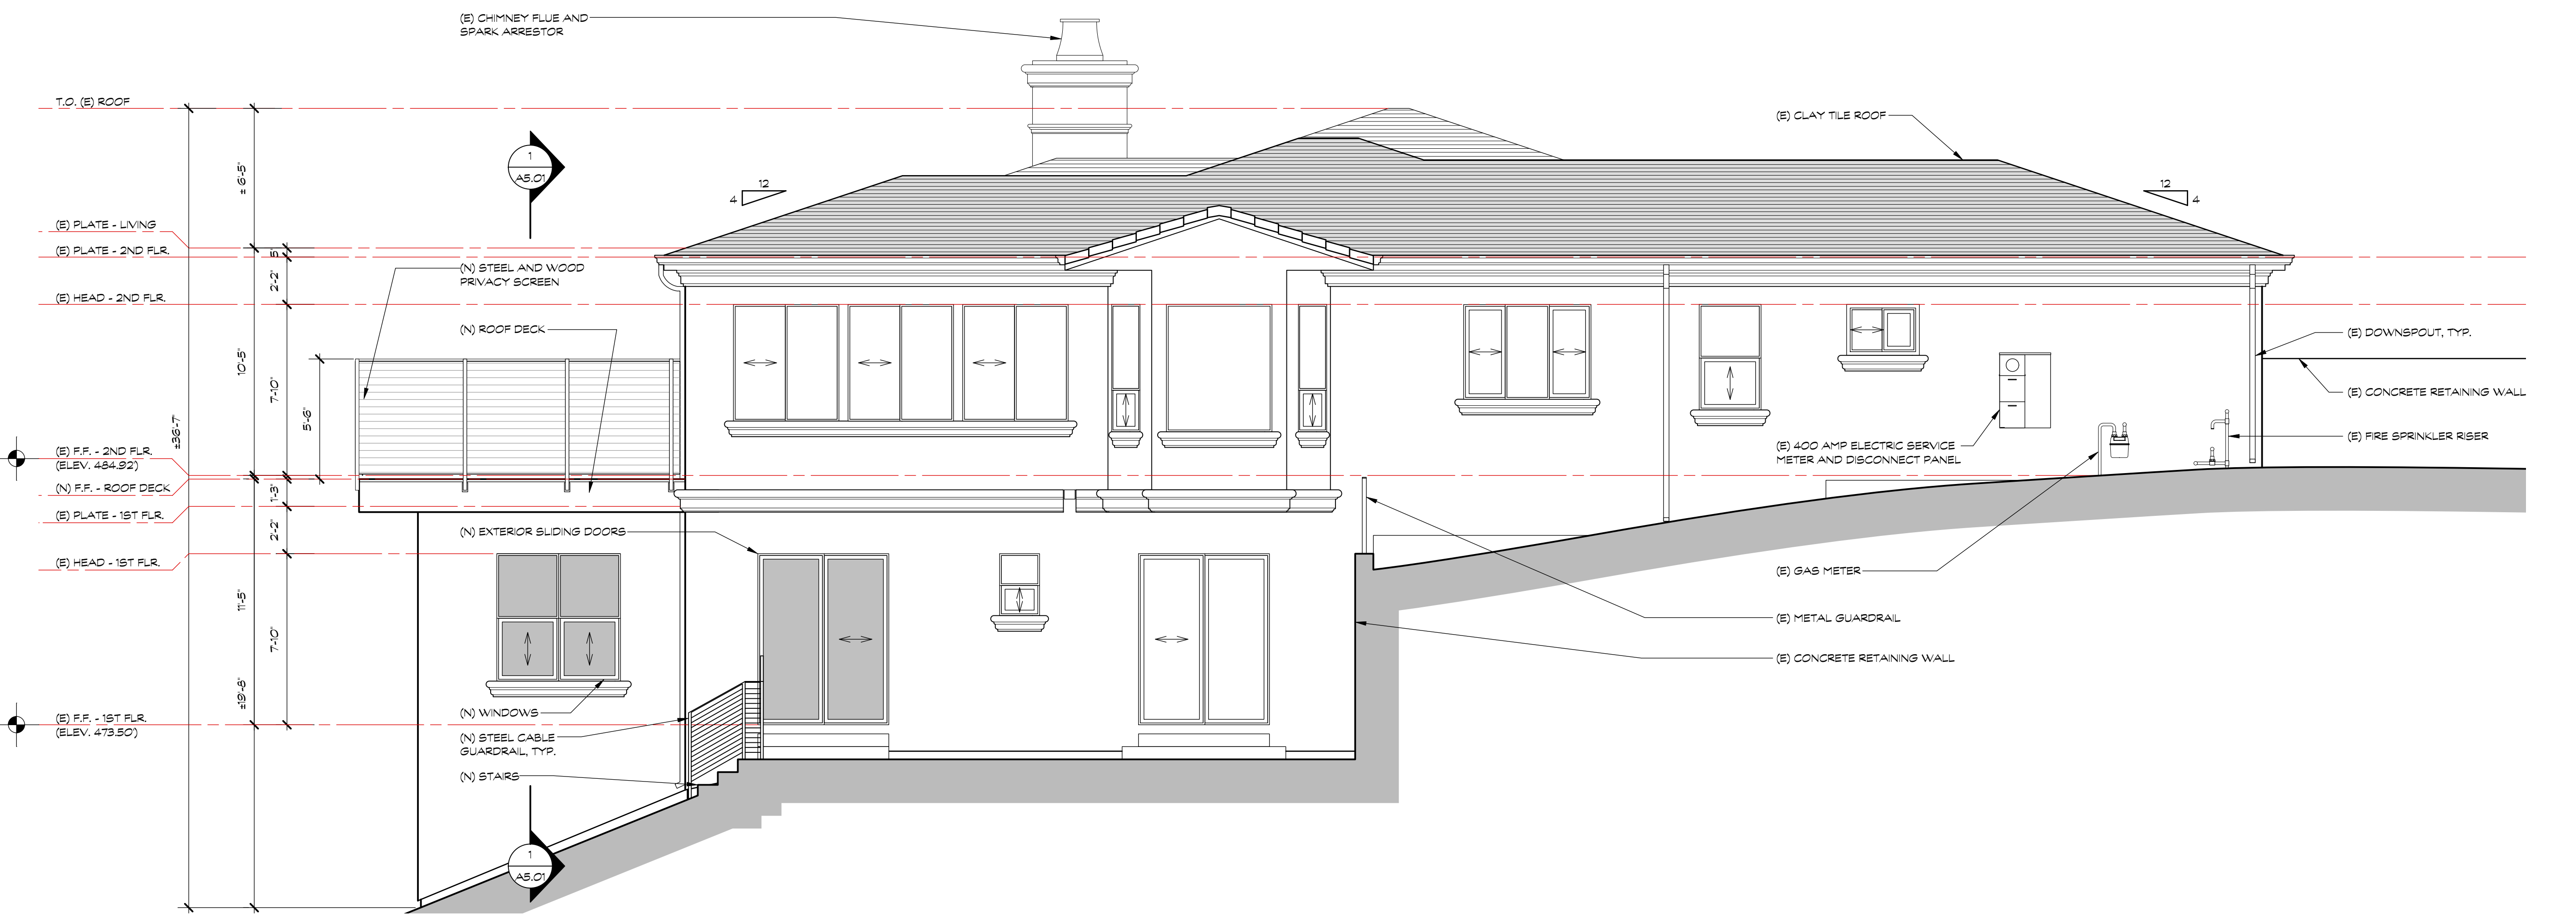 (E) CHIMNEY FLUE AND
SPARK ARRESTOR
T.O. (E) ROOF
(E) CLAY TILE ROOF
1
A5.01
12
4
12
4
± 6'-5"
(E) PLATE - LIVING
(E) PLATE - 2ND FLR.
5"
2'-2"
(N) STEEL AND WOOD
PRIVACY SCREEN
(E) HEAD - 2ND FLR.
(N) ROOF DECK
(E) DOWNSPOUT, TYP.
10'-5"
7'-10"
5'-6"
±36'-7"
(E) CONCRETE RETAINING WALL
(E) FIRE SPRINKLER RISER
(E) 400 AMP ELECTRIC SERVICE
METER AND DISCONNECT PANEL
(E) F.F. - 2ND FLR.
(ELEV. 484.92')
(N) F.F. - ROOF DECK
1'-3"
(E) PLATE - 1ST FLR.
2'-2"
(N) EXTERIOR SLIDING DOORS
(E) HEAD - 1ST FLR.
(E) GAS METER
11'-5"
7'-10"
(E) METAL GUARDRAIL
(E) CONCRETE RETAINING WALL
±19'-8"
(N) WINDOWS
(E) F.F. - 1ST FLR.
(ELEV. 473.50')
(N) STEEL CABLE
GUARDRAIL, TYP.
(N) STAIRS
1
A5.01